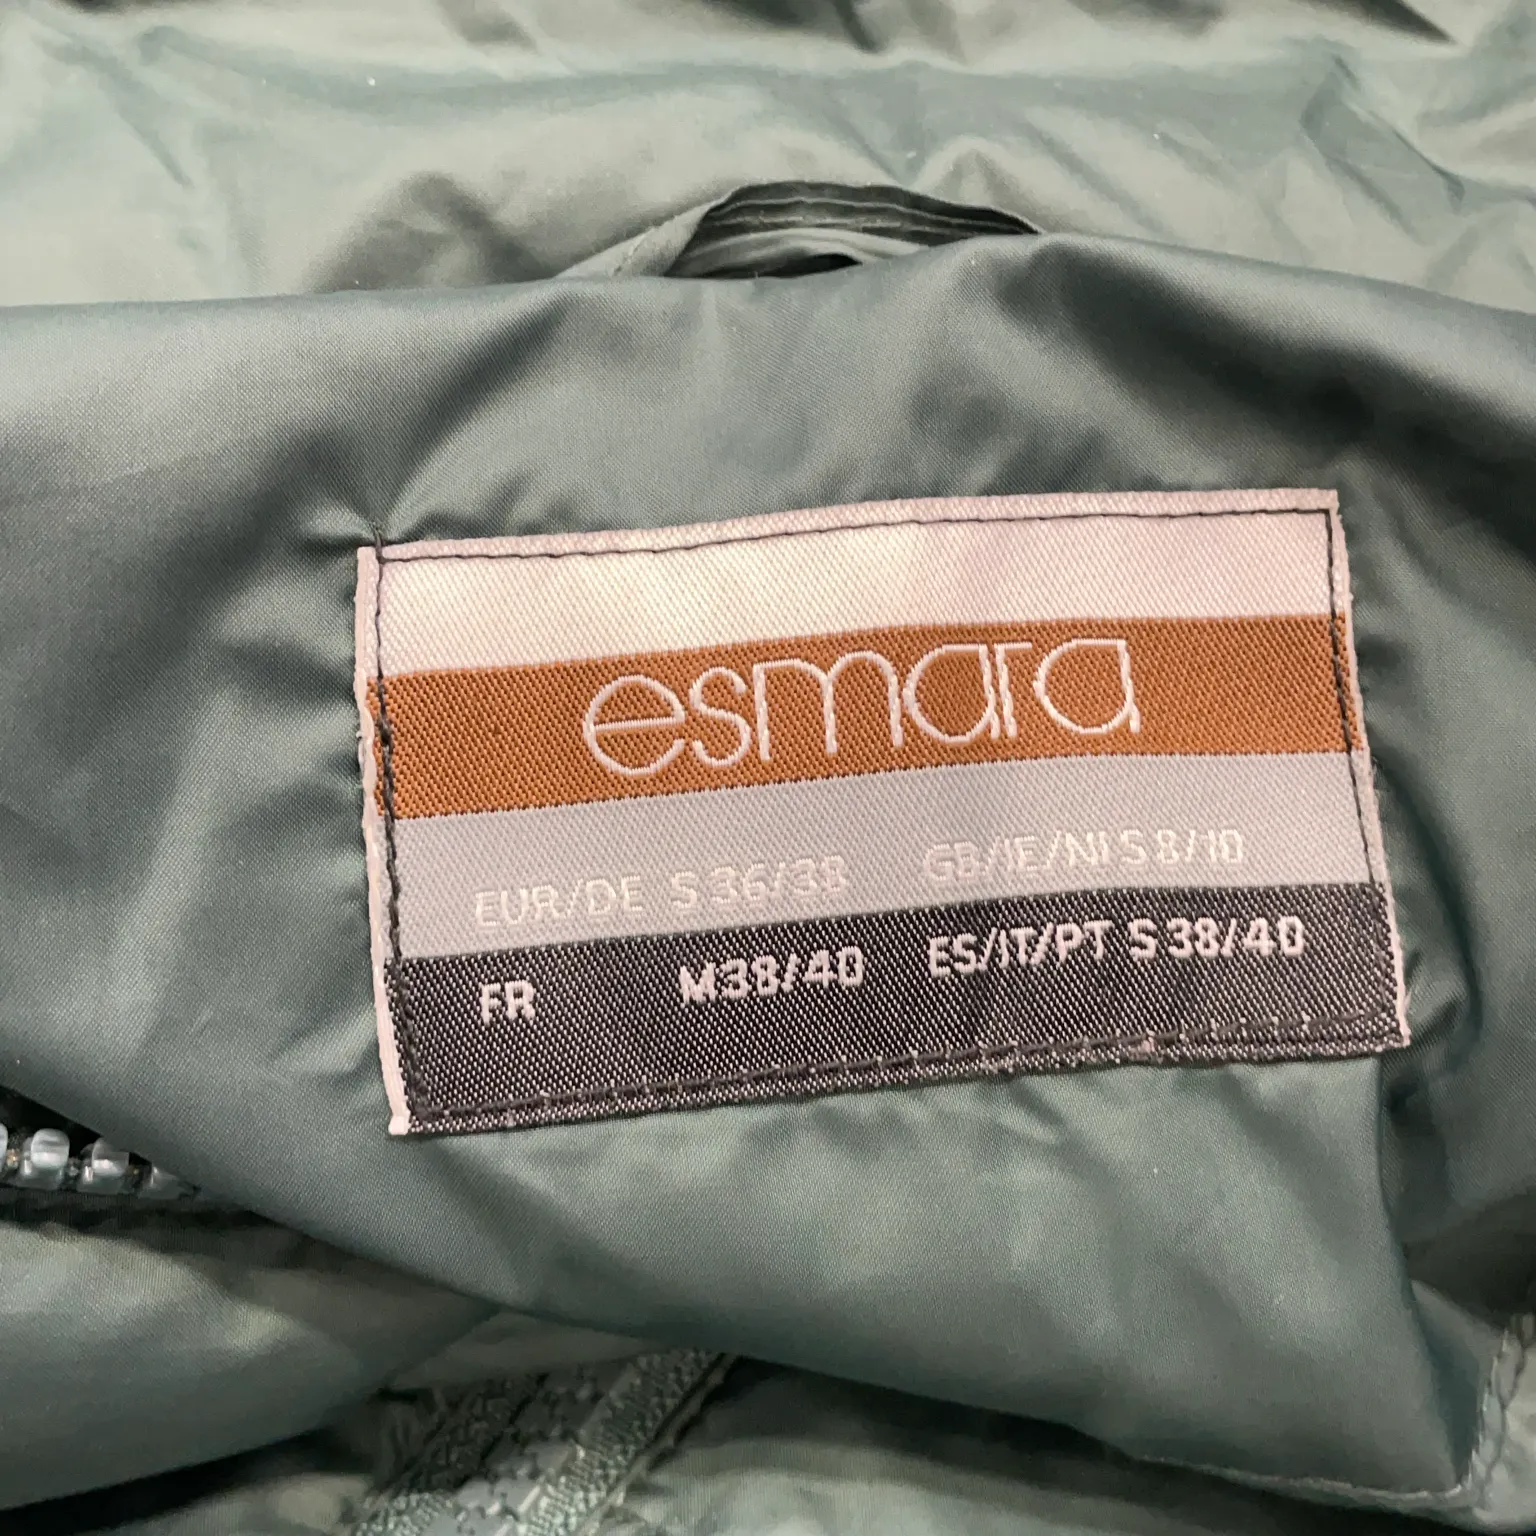 esmara
EUR/DE S 36/38 GB/IE/NI S 8/10
FR M38/40 ES/IT/PT S 38/40